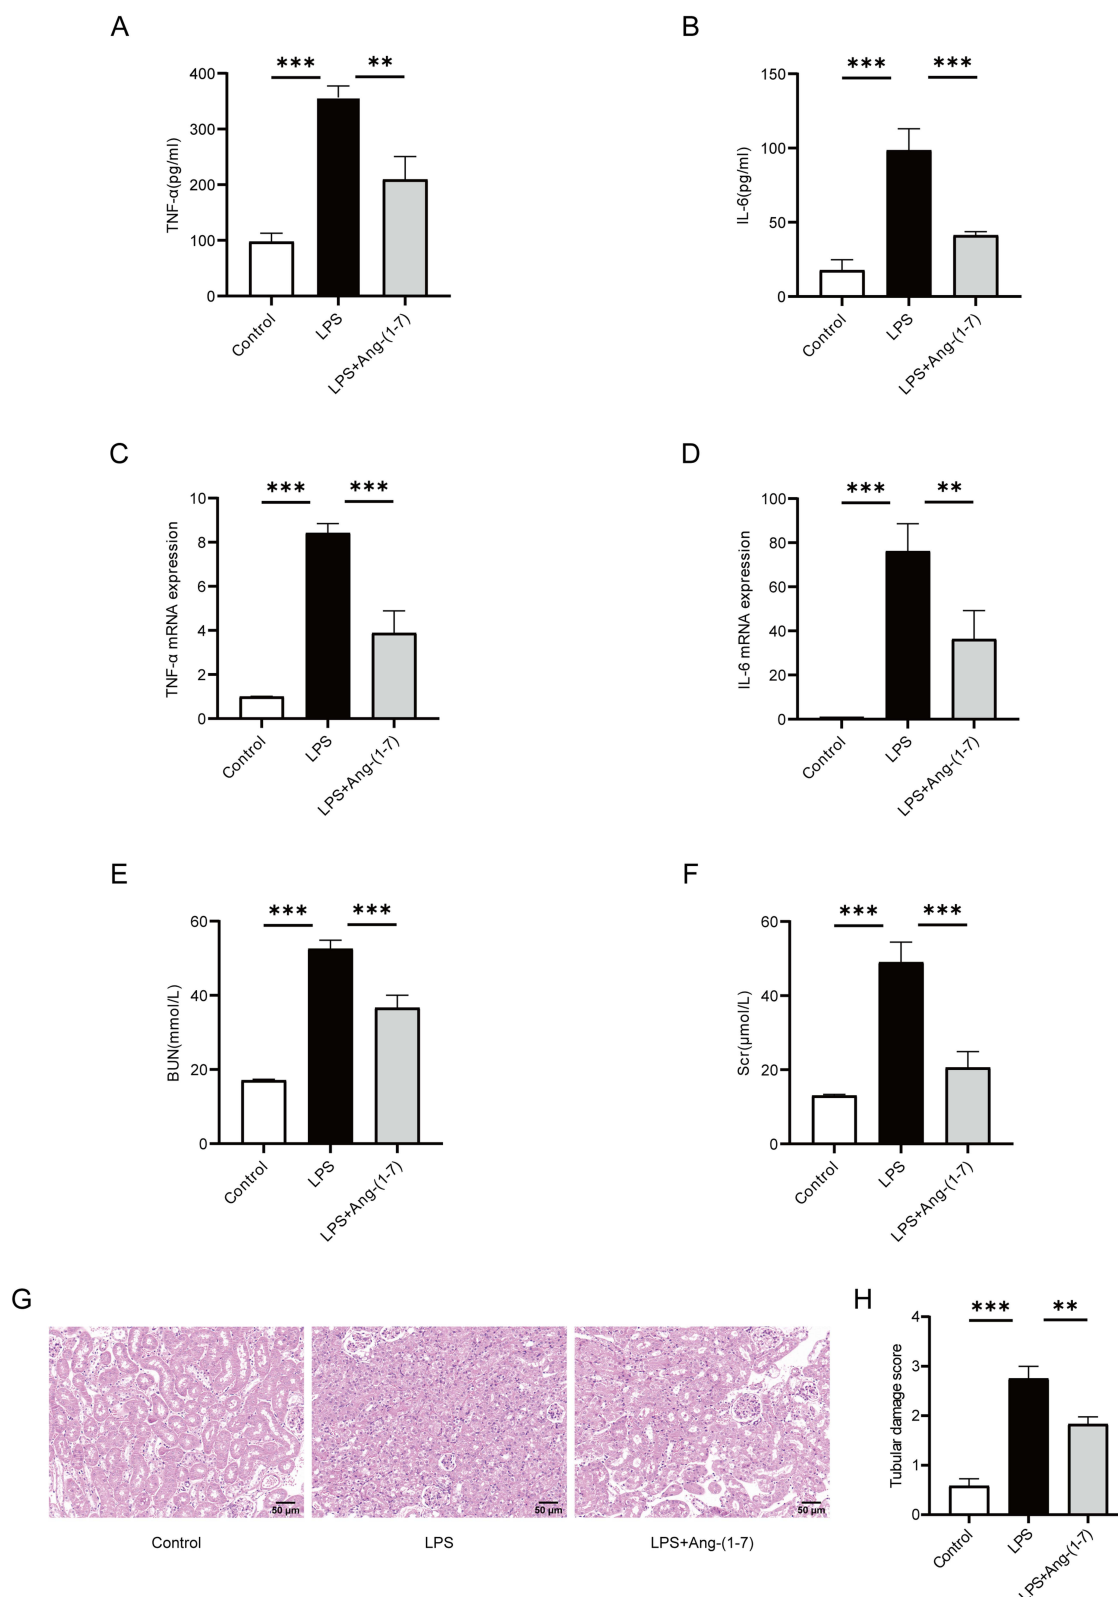 A
TNF-α(pg/ml)
400
300
200
100
0
***
**
Control
LPS
LPS+Ang-(1-7)
B
IL-6(pg/ml)
150
100
50
0
***
***
Control
LPS
LPS+Ang-(1-7)
C
TNF-α mRNA expression
10
8
6
4
2
0
***
***
Control
LPS
LPS+Ang-(1-7)
D
IL-6 mRNA expression
100
80
60
40
20
0
***
**
Control
LPS
LPS+Ang-(1-7)
E
BUN(mmol/L)
60
40
20
0
***
***
Control
LPS
LPS+Ang-(1-7)
F
Scr(μmol/L)
60
40
20
0
***
***
Control
LPS
LPS+Ang-(1-7)
G
50 μm
50 μm
50 μm
Control
LPS
LPS+Ang-(1-7)
H
Tubular damage score
4
3
2
1
0
***
**
Control
LPS
LPS+Ang-(1-7)